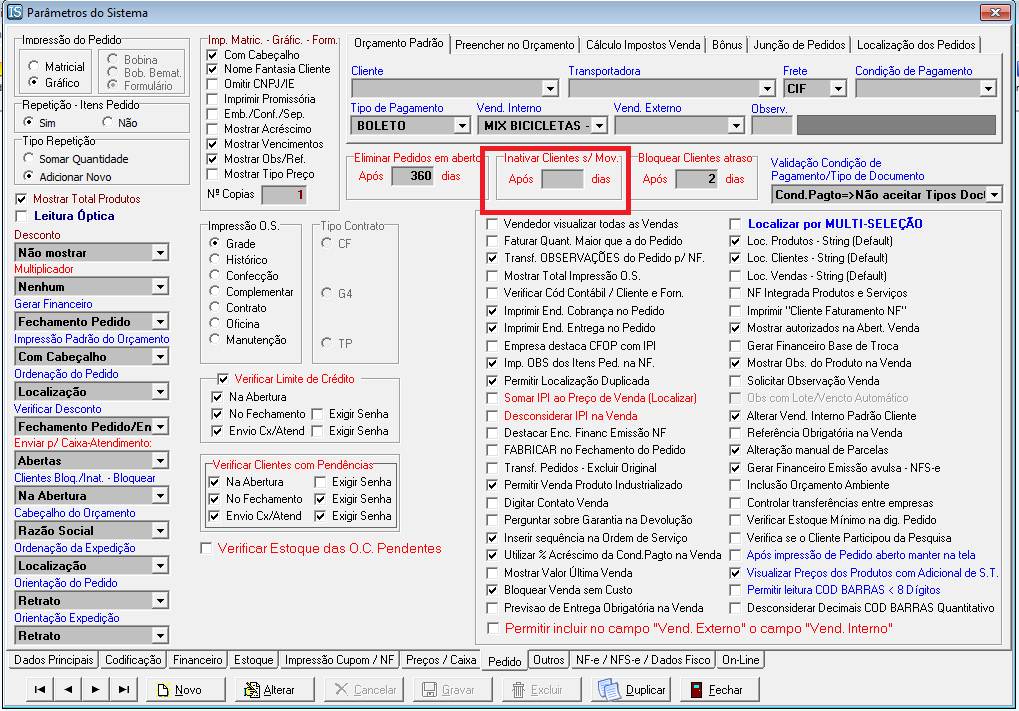 Parâmetros do Sistema
Impressão do Pedido
Matricial
Gráfico
Bobina
Bob. Bemat.
Formulário
Repetição - Itens Pedido
Sim
Não
Tipo Repetição
Somar Quantidade
Adicionar Novo
Mostrar Total Produtos
Leitura Óptica
Desconto
Não mostrar
Multiplicador
Nenhum
Gerar Financeiro
Fechamento Pedido
Impressão Padrão do Orçamento
Com Cabeçalho
Ordenação do Pedido
Localização
Verificar Desconto
Fechamento Pedido/En
Enviar p/ Caixa-Atendimento:
Abertas
Clientes Bloq./Inat. - Bloquear
Na Abertura
Cabeçalho do Orçamento
Razão Social
Ordenação da Expedição
Localização
Orientação do Pedido
Retrato
Orientação Expedição
Retrato
Imp. Matric. - Gráfic. - Form.
Com Cabeçalho
Nome Fantasia Cliente
Omitir CNPJ/IE
Imprimir Promissória
Emb./Conf./Sep.
Mostrar Acréscimo
Mostrar Vencimentos
Mostrar Obs/Ref.
Mostrar Tipo Preço
Nº Copias 1
Impressão O.S.
Grade
Histórico
Confecção
Complementar
Contrato
Oficina
Manutenção
Tipo Contrato
CF
G4
TP
Verificar Limite de Crédito
Na Abertura
No Fechamento Exigir Senha
Envio Cx/Atend Exigir Senha
Verificar Clientes com Pendências
Na Abertura Exigir Senha
No Fechamento Exigir Senha
Envio Cx/Atend Exigir Senha
Verificar Estoque das O.C. Pendentes
Orçamento Padrão Preencher no Orçamento Cálculo Impostos Venda Bônus Junção de Pedidos Localização dos Pedidos
Cliente Transportadora Frete Condição de Pagamento
CIF
Tipo de Pagamento Vend. Interno Vend. Externo Observ.
BOLETO MIX BICICLETAS -
Eliminar Pedidos em aberto
Após 360 dias
Inativar Clientes s/ Mov.
Após dias
Bloquear Clientes atraso
Após 2 dias
Validação Condição de
Pagamento/Tipo de Documento
Cond.Pagto=>Não aceitar Tipos Doct
Vendedor visualizar todas as Vendas
Faturar Quant. Maior que a do Pedido
Transf. OBSERVAÇÕES do Pedido p/ NF.
Mostrar Total Impressão O.S.
Verificar Cód Contábil / Cliente e Forn.
Imprimir End. Cobrança no Pedido
Imprimir End. Entrega no Pedido
Empresa destaca CFOP com IPI
Imp. OBS dos Itens Ped. na NF.
Permitir Localização Duplicada
Somar IPI ao Preço de Venda (Localizar)
Desconsiderar IPI na Venda
Destacar Enc. Financ Emissão NF
FABRICAR no Fechamento do Pedido
Transf. Pedidos - Excluir Original
Permitir Venda Produto Industrializado
Digitar Contato Venda
Perguntar sobre Garantia na Devolução
Inserir sequência na Ordem de Serviço
Utilizar % Acréscimo da Cond.Pagto na Venda
Mostrar Valor Última Venda
Bloquear Venda sem Custo
Previsao de Entrega Obrigatória na Venda
Permitir incluir no campo "Vend. Externo" o campo "Vend. Interno"
Localizar por MULTI-SELEÇÃO
Loc. Produtos - String (Default)
Loc. Clientes - String (Default)
Loc. Vendas - String (Default)
NF Integrada Produtos e Serviços
Imprimir "Cliente Faturamento NF"
Mostrar autorizados na Abert. Venda
Gerar Financeiro Base de Troca
Mostrar Obs. do Produto na Venda
Solicitar Observação Venda
Obs com Lote/Vencto Automático
Alterar Vend. Interno Padrão Cliente
Referência Obrigatória na Venda
Alteração manual de Parcelas
Gerar Financeiro Emissão avulsa - NFS-e
Inclusão Orçamento Ambiente
Controlar transferências entre empresas
Verificar Estoque Mínimo na dig. Pedido
Verifica se o Cliente Participou da Pesquisa
Após impressão de Pedido aberto manter na tela
Visualizar Preços dos Produtos com Adicional de S.T.
Permitir leitura COD BARRAS < 8 Dígitos
Desconsiderar Decimais COD BARRAS Quantitativo
Dados Principais Codificação Financeiro Estoque Impressão Cupom / NF Preços / Caixa Pedido Outros NF-e / NFS-e / Dados Fisco On-Line
Novo Alterar Cancelar Gravar Excluir Duplicar Fechar